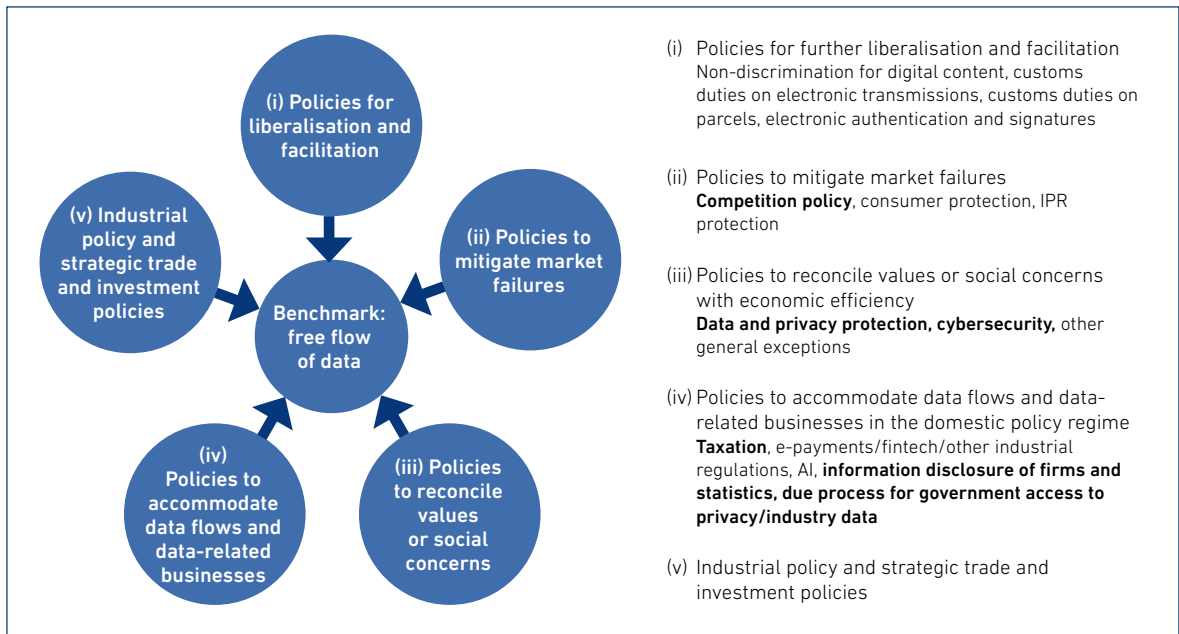 (i) Policies for
liberalisation and
facilitation
(v) Industrial
policy and
strategic trade
and investment
policies
(ii) Policies to
mitigate market
failures
Benchmark:
free flow
of data
(iv)
Policies to
accommodate
data flows and
data-related
businesses
(iii) Policies
to reconcile
values
or social
concerns
(i) Policies for further liberalisation and facilitation
Non-discrimination for digital content, customs
duties on electronic transmissions, customs duties on
parcels, electronic authentication and signatures
(ii) Policies to mitigate market failures
Competition policy, consumer protection, IPR
protection
(iii) Policies to reconcile values or social concerns
with economic efficiency
Data and privacy protection, cybersecurity, other
general exceptions
(iv) Policies to accommodate data flows and data-
related businesses in the domestic policy regime
Taxation, e-payments/fintech/other industrial
regulations, AI, information disclosure of firms and
statistics, due process for government access to
privacy/industry data
(v) Industrial policy and strategic trade and
investment policies